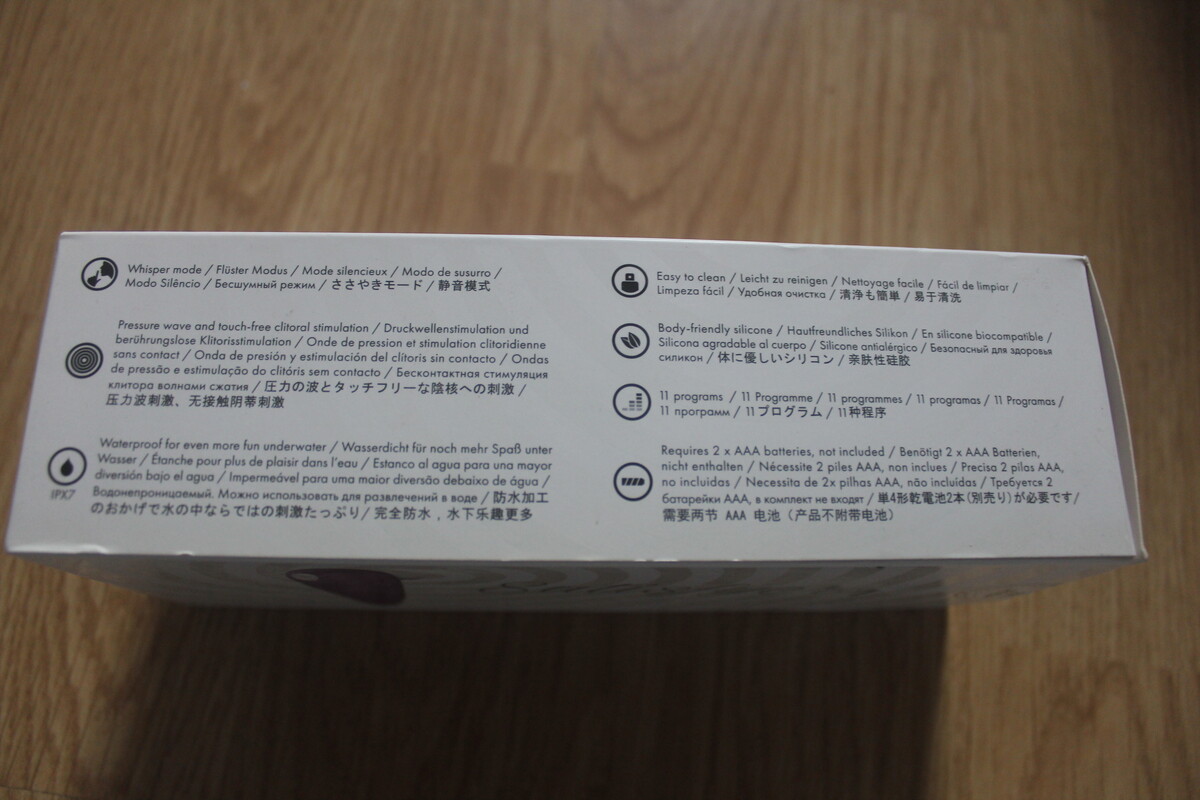 Whisper mode / Flüster Modus / Mode silencieux / Modo de susurro /
Modo Silêncio / Бесшумный режим / ささやきモード / 静音模式
Pressure wave and touch-free clitoral stimulation / Druckwellenstimulation und
berührungslose Klitorisstimulation / Onde de pression et stimulation clitoridienne
sans contact / Onda de presión y estimulación del clítoris sin contacto / Ondas
de pressão e estimulação do clitóris sem contacto / Бесконтактная стимуляция
клитора волнами сжатия / 圧力の波とタッチフリーな陰核への刺激 /
压力波刺激、无接触阴蒂刺激
Waterproof for even more fun underwater / Wasserdicht für noch mehr Spaß unter
Wasser / Étanche pour plus de plaisir dans l'eau / Estanco al agua para una mayor
diversión bajo el agua / Impermeável para uma maior diversão debaixo de água /
IPX7
Водонепроницаемый. Можно использовать для развлечений в воде / 防水加工
のおかげで水の中ならではの刺激たっぷり/ 完全防水，水下乐趣更多
Easy to clean / Leicht zu reinigen / Nettoyage facile / Fácil de limpiar /
Limpeza fácil / Удобная очистка / 清浄も簡単 / 易于清洗
Body-friendly silicone / Hautfreundliches Silikon / En silicone biocompatible /
Silicona agradable al cuerpo / Silicone antialérgico / Безопасный для здоровья
силикон / 体に優しいシリコン / 亲肤性硅胶
11 programs / 11 Programme / 11 programmes / 11 programas / 11 Programas /
11 программ / 11プログラム / 11种程序
Requires 2 x AAA batteries, not included / Benötigt 2 x AAA Batterien,
nicht enthalten / Nécessite 2 piles AAA, non inclues / Precisa 2 pilas AAA,
no incluidas / Necessita de 2x pilhas AAA, não incluídas / Требуется 2
батарейки AAA, в комплект не входят / 単4形乾電池2本(別売り)が必要です/
需要两节 AAA 电池（产品不附带电池）